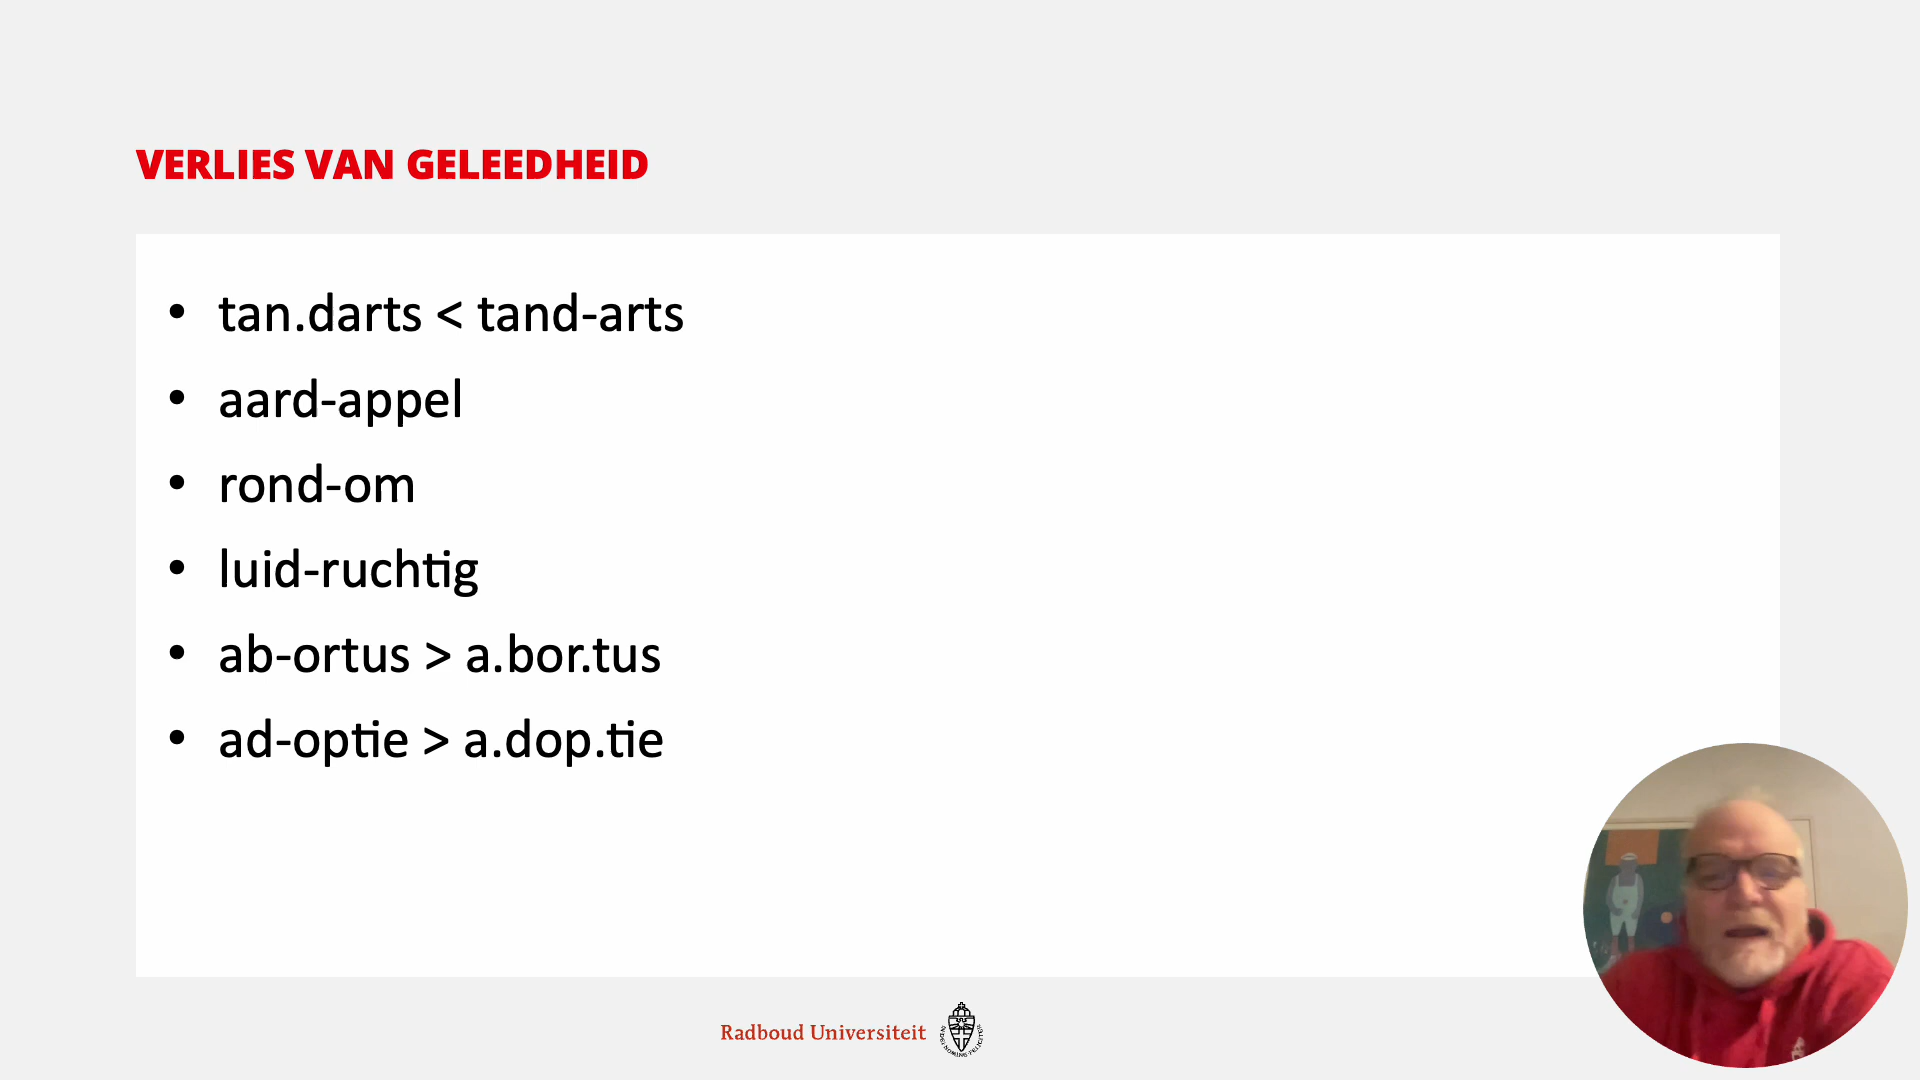 VERLIES VAN GELEEDHEID
• tan.darts < tand-arts
• aard-appel
• rond-om
• luid-ruchtig
• ab-ortus > a.bor.tus
• ad-optie > a.dop.tie
Radboud Universiteit